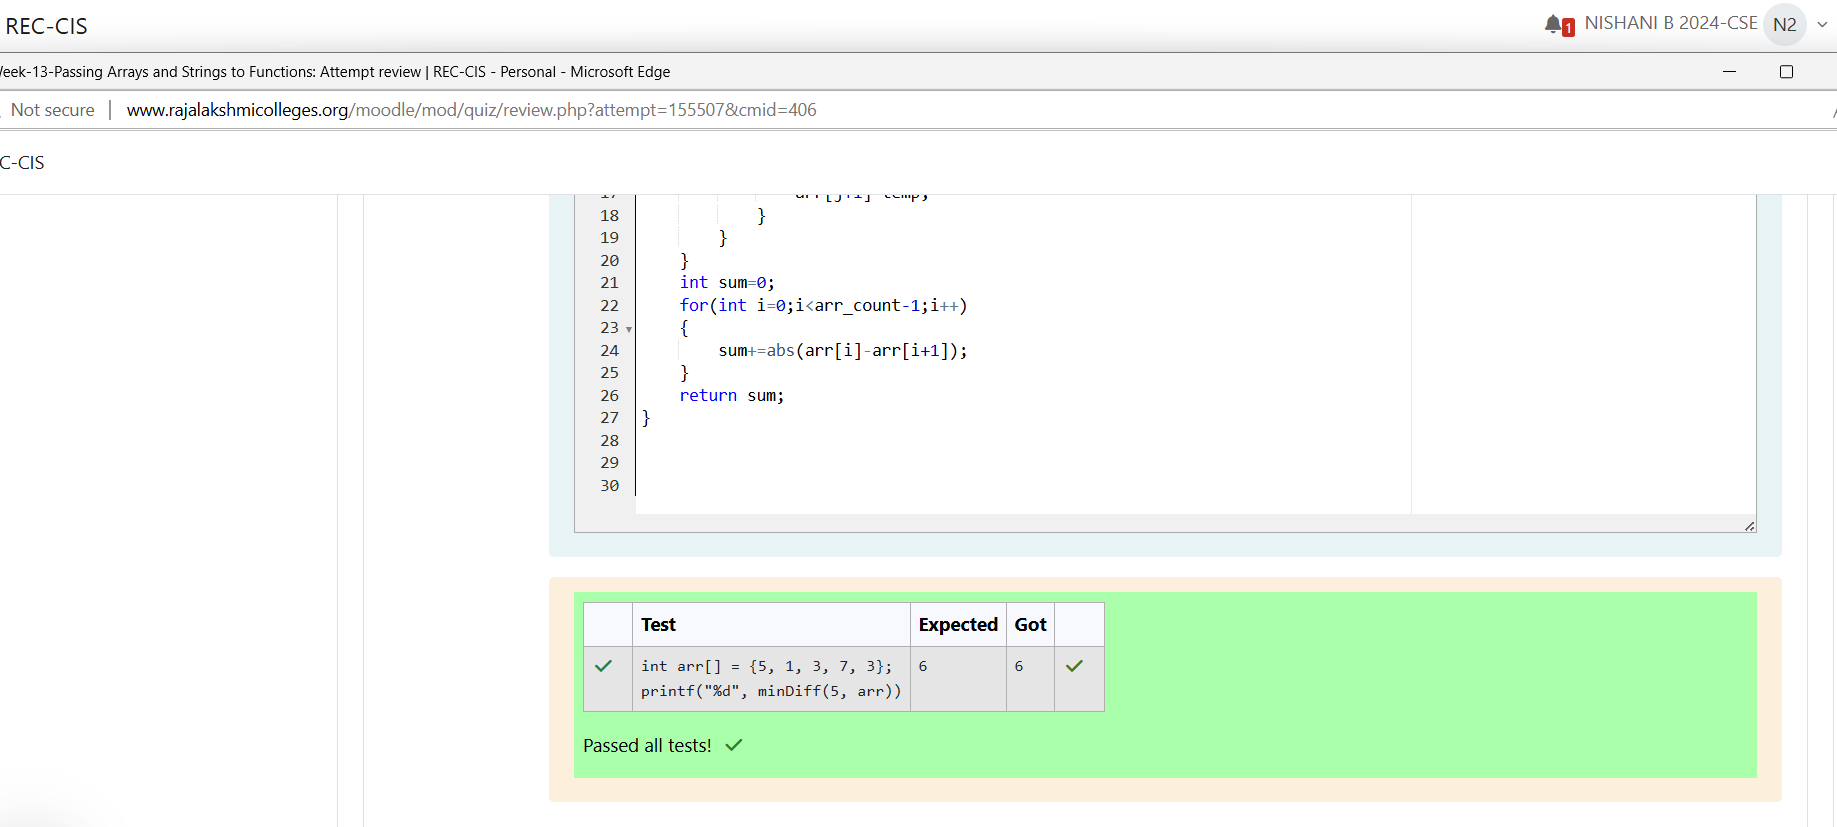 REC-CIS
1 NISHANI B 2024-CSE N2
eek-13-Passing Arrays and Strings to Functions: Attempt review | REC-CIS - Personal - Microsoft Edge
Not secure | www.rajalakshmicolleges.org/moodle/mod/quiz/review.php?attempt=155507&cmid=406
C-CIS
18 }
19 }
20 }
21 int sum=0;
22 for(int i=0;i<arr_count-1;i++)
23 {
24 sum+=abs(arr[i]-arr[i+1]);
25 }
26 return sum;
27 }
28
29
30
Test Expected Got
int arr[] = {5, 1, 3, 7, 3}; 6 6
printf("%d", minDiff(5, arr))
Passed all tests!